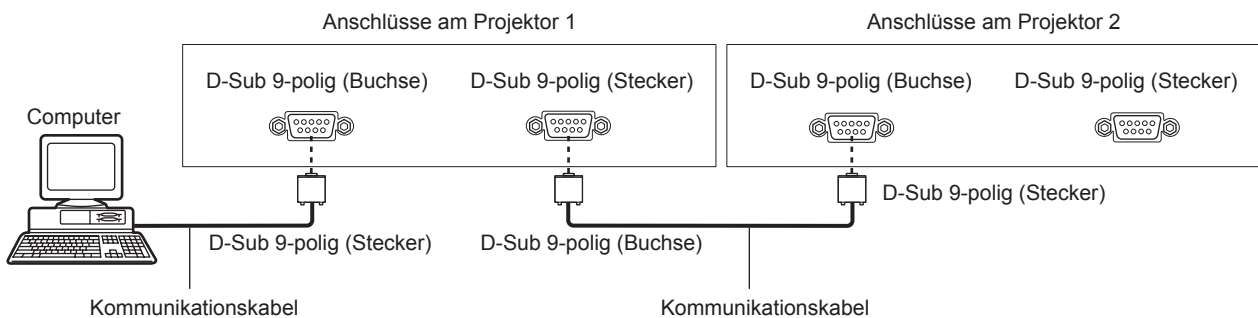 Anschlüsse am Projektor 1
Anschlüsse am Projektor 2
D-Sub 9-polig (Buchse)
D-Sub 9-polig (Stecker)
D-Sub 9-polig (Buchse)
D-Sub 9-polig (Stecker)
Computer
D-Sub 9-polig (Stecker)
D-Sub 9-polig (Stecker)
D-Sub 9-polig (Buchse)
Kommunikationskabel
Kommunikationskabel